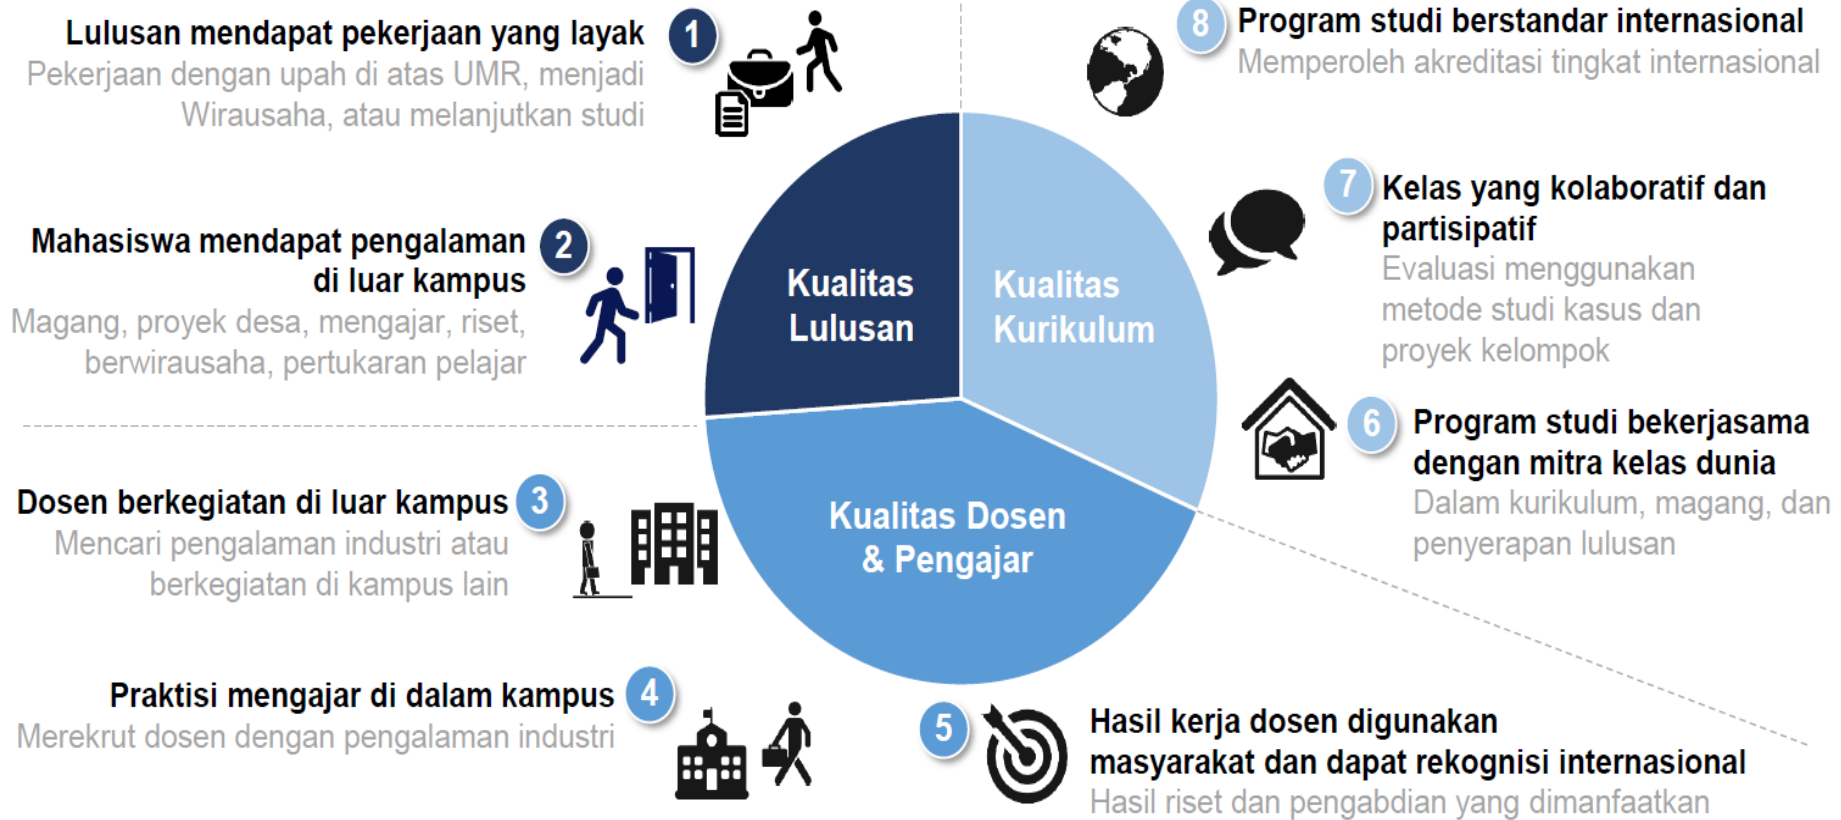 1
Lulusan mendapat pekerjaan yang layak
Pekerjaan dengan upah di atas UMR, menjadi
Wirausaha, atau melanjutkan studi
2
Mahasiswa mendapat pengalaman
di luar kampus
Magang, proyek desa, mengajar, riset,
berwirausaha, pertukaran pelajar
3
Dosen berkegiatan di luar kampus
Mencari pengalaman industri atau
berkegiatan di kampus lain
4
Praktisi mengajar di dalam kampus
Merekrut dosen dengan pengalaman industri
Kualitas
Lulusan
Kualitas
Kurikulum
Kualitas Dosen
& Pengajar
5
Hasil kerja dosen digunakan
masyarakat dan dapat rekognisi internasional
Hasil riset dan pengabdian yang dimanfaatkan
6
Program studi bekerjasama
dengan mitra kelas dunia
Dalam kurikulum, magang, dan
penyerapan lulusan
7
Kelas yang kolaboratif dan
partisipatif
Evaluasi menggunakan
metode studi kasus dan
proyek kelompok
8
Program studi berstandar internasional
Memperoleh akreditasi tingkat internasional